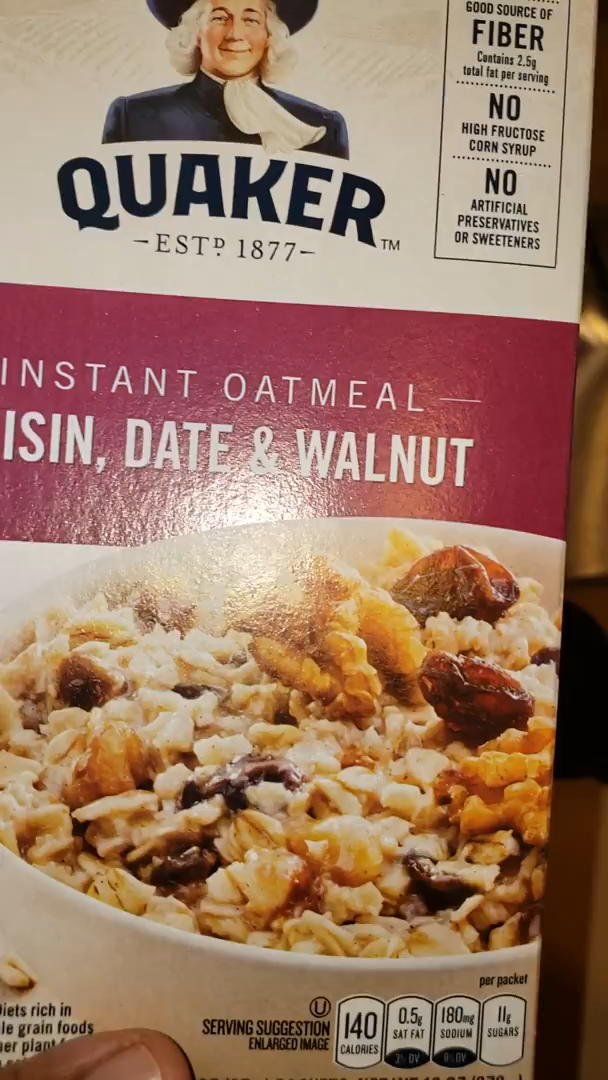 GOOD SOURCE OF
FIBER
Contains 2.5g
total fat per serving
NO
HIGH FRUCTOSE
CORN SYRUP
NO
ARTIFICIAL
PRESERVATIVES
OR SWEETENERS
QUAKER TM
-ESTD 1877-
INSTANT OATMEAL
ISIN, DATE & WALNUT
per packet
diets rich in
le grain foods
er plant
SERVING SUGGESTION
ENLARGED IMAGE
U
140
CALORIES
0.5g
SAT FAT
3% DV
180mg
SODIUM
8% DV
11g
SUGARS